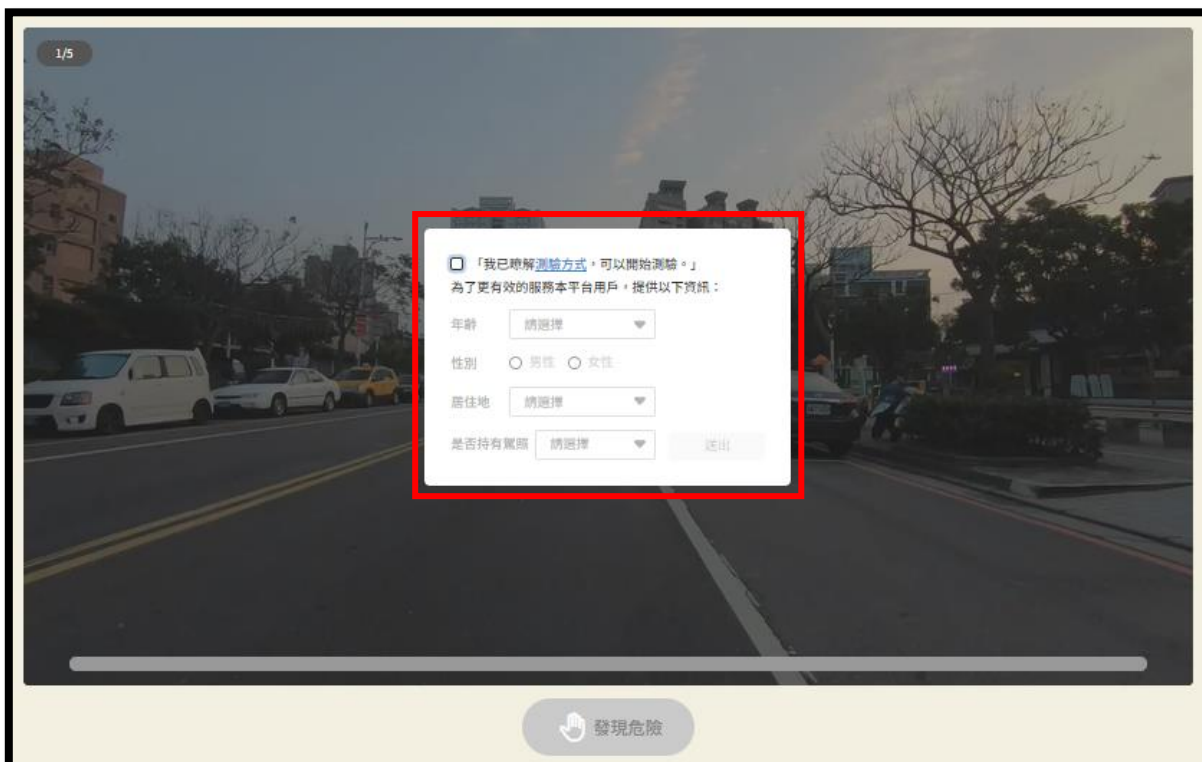 1/5
「我已瞭解測驗方式，可以開始測驗。」
為了更有效的服務本平台用戶，提供以下資訊：
年齡 請選擇
性別 男性 女性
居住地 請選擇
是否持有駕照 請選擇 送出
發現危險